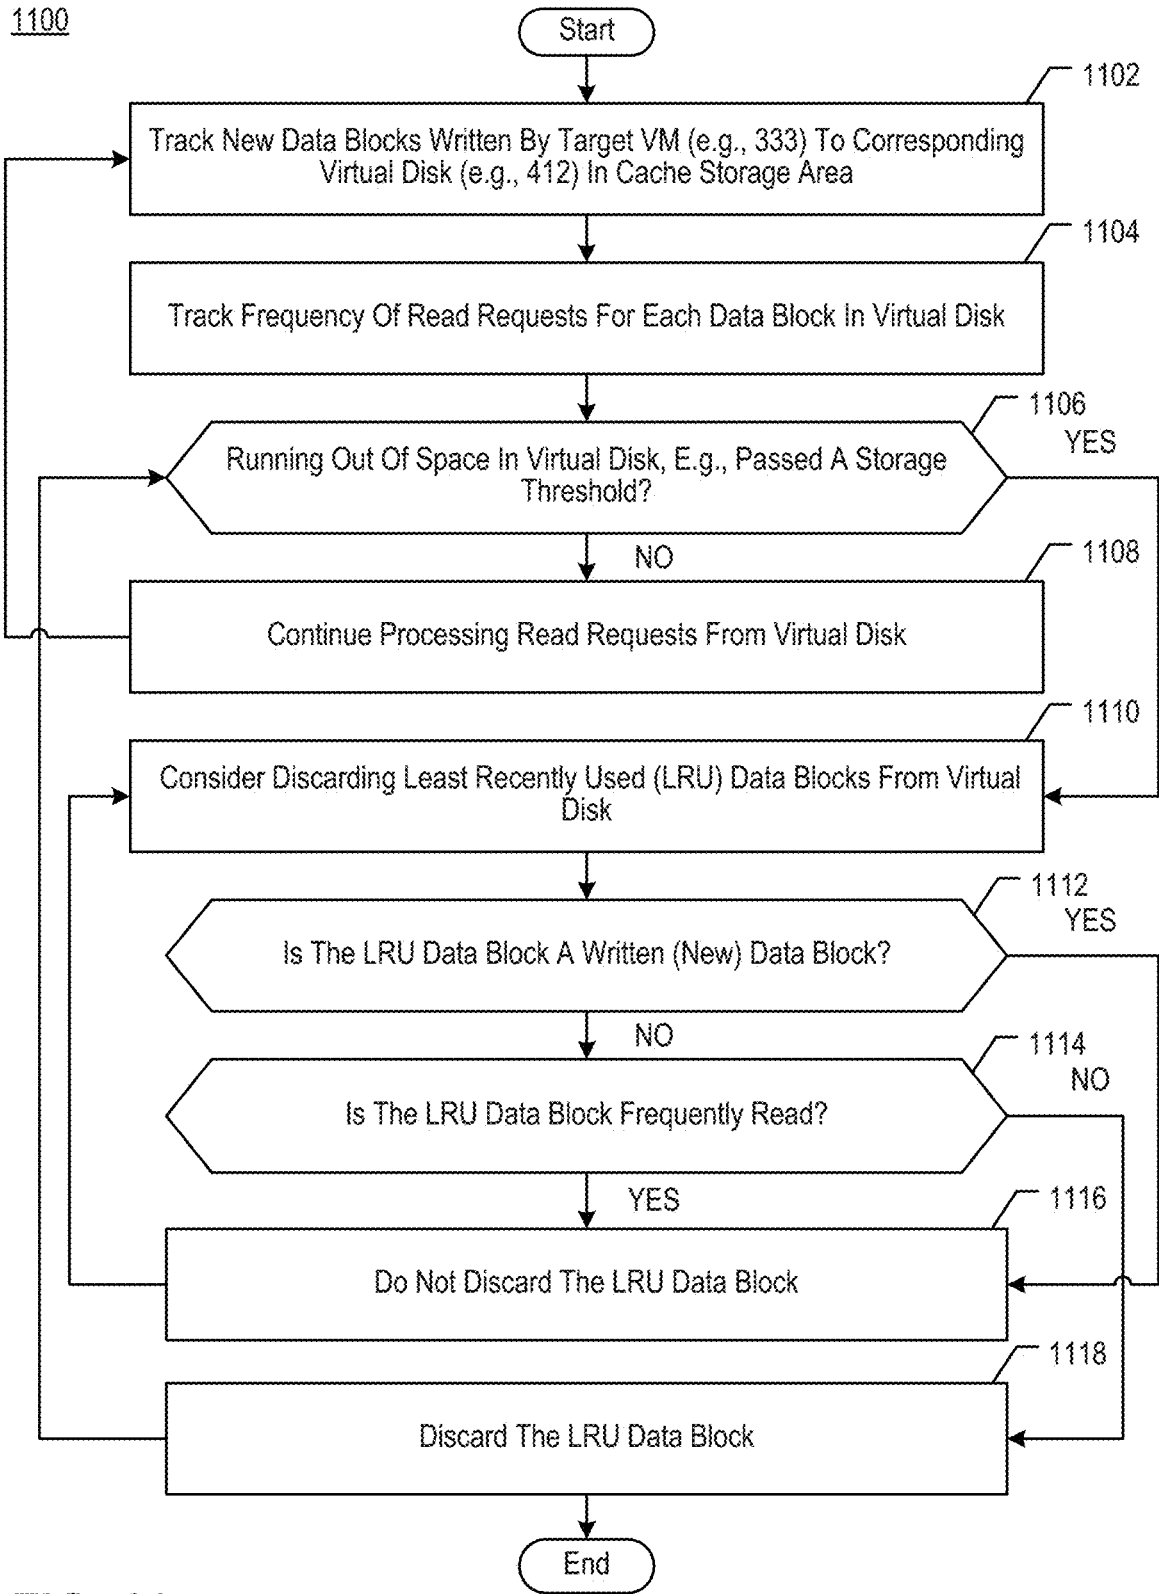 1100
Start
1102
Track New Data Blocks Written By Target VM (e.g., 333) To Corresponding
Virtual Disk (e.g., 412) In Cache Storage Area
1104
Track Frequency Of Read Requests For Each Data Block In Virtual Disk
1106
YES
Running Out Of Space In Virtual Disk, E.g., Passed A Storage
Threshold?
NO
1108
Continue Processing Read Requests From Virtual Disk
1110
Consider Discarding Least Recently Used (LRU) Data Blocks From Virtual
Disk
1112
YES
Is The LRU Data Block A Written (New) Data Block?
NO
1114
NO
Is The LRU Data Block Frequently Read?
YES
1116
Do Not Discard The LRU Data Block
1118
Discard The LRU Data Block
End